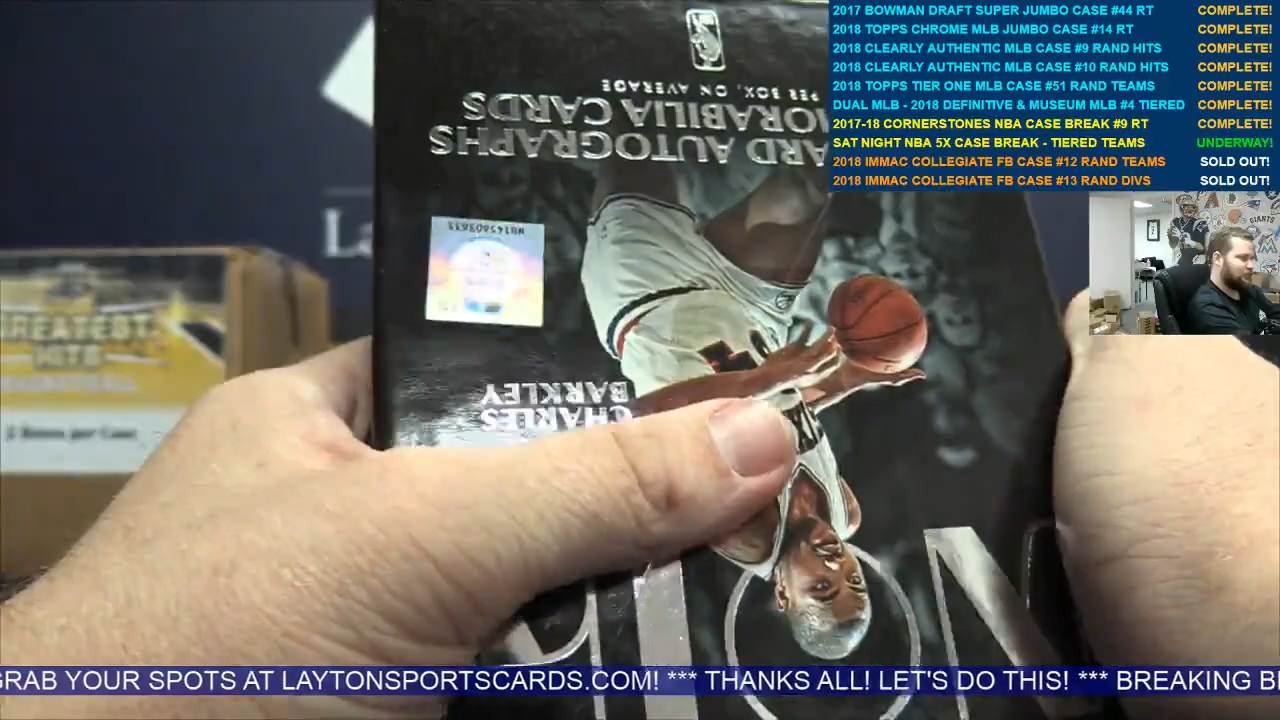 2017 BOWMAN DRAFT SUPER JUMBO CASE #44 RT COMPLETE!
2018 TOPPS CHROME MLB JUMBO CASE #14 RT COMPLETE!
2018 CLEARLY AUTHENTIC MLB CASE #9 RAND HITS COMPLETE!
2018 CLEARLY AUTHENTIC MLB CASE #10 RAND HITS COMPLETE!
2018 TOPPS TIER ONE MLB CASE #51 RAND TEAMS COMPLETE!
DUAL MLB - 2018 DEFINITIVE & MUSEUM MLB #4 TIERED COMPLETE!
2017-18 CORNERSTONES NBA CASE BREAK #9 RT COMPLETE!
SAT NIGHT NBA 5X CASE BREAK - TIERED TEAMS UNDERWAY!
2018 IMMAC COLLEGIATE FB CASE #12 RAND TEAMS SOLD OUT!
2018 IMMAC COLLEGIATE FB CASE #13 RAND DIVS SOLD OUT!
GIANTS
PER BOX, ON AVERAGE
ORABILIA CARDS
ARD AUTOGRAPHS
CHARLES
BARKLEY
La
GREATEST
HITS
BASKETBALL
GRAB YOUR SPOTS AT LAYTONSPORTSCARDS.COM! *** THANKS ALL! LET'S DO THIS! *** BREAKING B